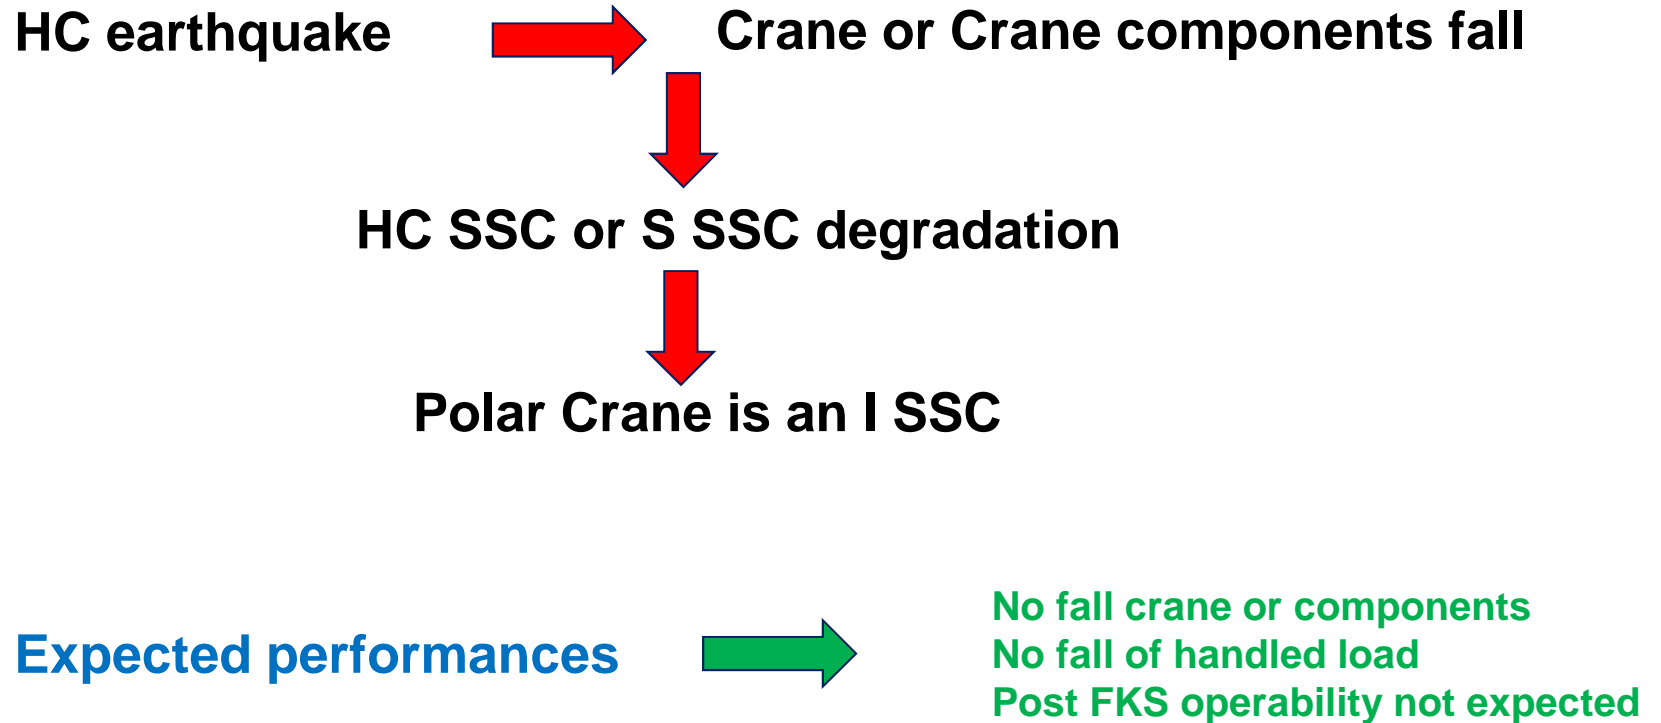 HC earthquake
Crane or Crane components fall
HC SSC or S SSC degradation
Polar Crane is an I SSC
Expected performances
No fall crane or components
No fall of handled load
Post FKS operability not expected